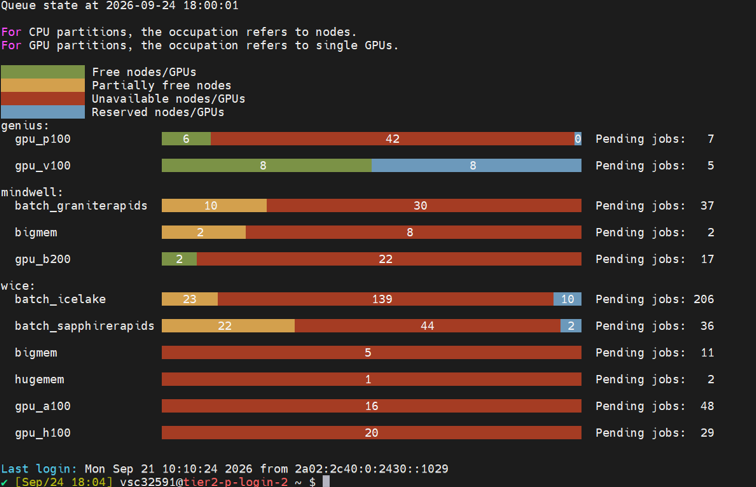 Queue state at 2026-09-24 18:00:01
For CPU partitions, the occupation refers to nodes.
For GPU partitions, the occupation refers to single GPUs.
Free nodes/GPUs
Partially free nodes
Unavailable nodes/GPUs
Reserved nodes/GPUs
genius:
gpu_p100 6 42 0 Pending jobs: 7
gpu_v100 8 8 Pending jobs: 5
mindwell:
batch_graniterapids 10 30 Pending jobs: 37
bigmem 2 8 Pending jobs: 2
gpu_b200 2 22 Pending jobs: 17
wice:
batch_icelake 23 139 10 Pending jobs: 206
batch_sapphirerapids 22 44 2 Pending jobs: 36
bigmem 5 Pending jobs: 11
hugemem 1 Pending jobs: 2
gpu_a100 16 Pending jobs: 48
gpu_h100 20 Pending jobs: 29
Last login: Mon Sep 21 10:10:24 2026 from 2a02:2c40:0:2430::1029
✔ [Sep/24 18:04] vsc32591@tier2-p-login-2 ~ $